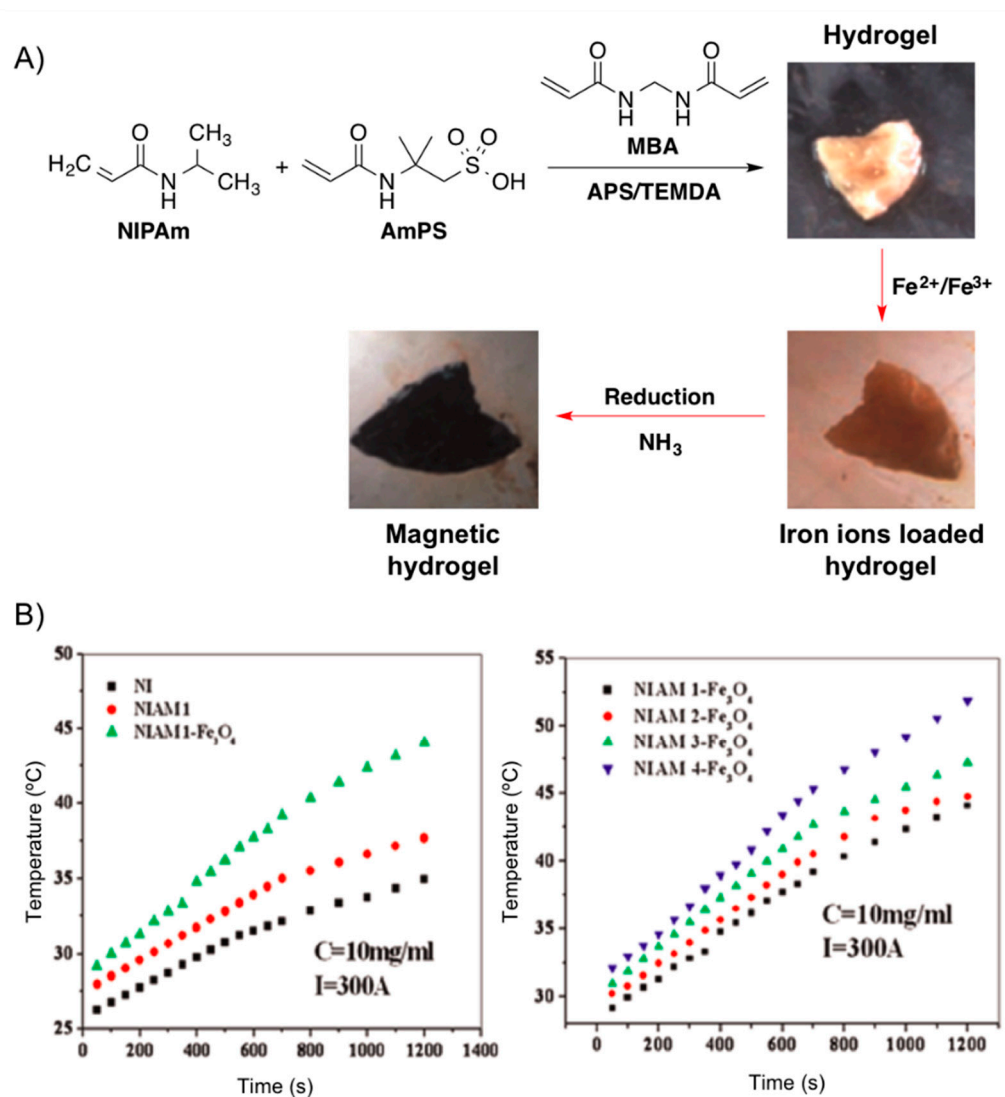 A)
Hydrogel
O
O
N
H
N
H
MBA
APS/TEMDA
O
CH₃
H₂C
N
H
CH₃
NIPAm
+
O
O
O
S
N
H
OH
AmPS
Fe²⁺/Fe³⁺
Reduction
NH₃
Magnetic
hydrogel
Iron ions loaded
hydrogel
B)
50
45
40
35
30
25
Temperature (ºC)
NI
NIAM1
NIAM1-Fe₃O₄
C=10mg/ml
I=300A
0 200 400 600 800 1000 1200 1400
Time (s)
55
50
45
40
35
30
Temperature (ºC)
NIAM 1-Fe₃O₄
NIAM 2-Fe₃O₄
NIAM 3-Fe₃O₄
NIAM 4-Fe₃O₄
C=10mg/ml
I=300A
0 200 400 600 800 1000 1200
Time (s)